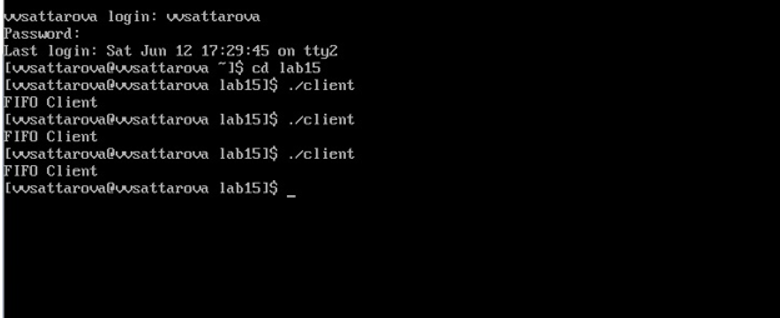 vvsattarova login: vvsattarova
Password:
Last login: Sat Jun 12 17:29:45 on tty2
[vvsattarova@vvsattarova ~]$ cd lab15
[vvsattarova@vvsattarova lab15]$ ./client
FIFO Client
[vvsattarova@vvsattarova lab15]$ ./client
FIFO Client
[vvsattarova@vvsattarova lab15]$ ./client
FIFO Client
[vvsattarova@vvsattarova lab15]$ _